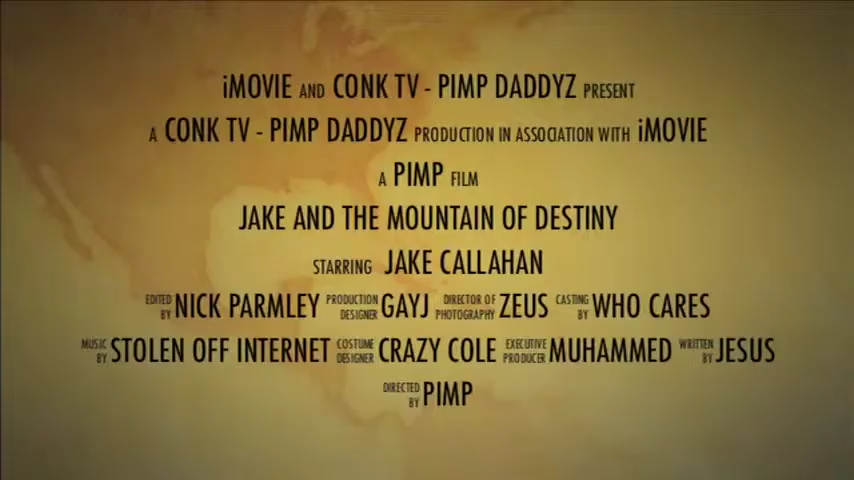 iMOVIE AND CONK TV - PIMP DADDYZ PRESENT
A CONK TV - PIMP DADDYZ PRODUCTION IN ASSOCIATION WITH iMOVIE
A PIMP FILM
JAKE AND THE MOUNTAIN OF DESTINY
STARRING JAKE CALLAHAN
EDITED BY NICK PARMLEY PRODUCTION DESIGNER GAYJ DIRECTOR OF PHOTOGRAPHY ZEUS CASTING BY WHO CARES
MUSIC BY STOLEN OFF INTERNET COSTUME DESIGNER CRAZY COLE EXECUTIVE PRODUCER MUHAMMED WRITTEN BY JESUS
DIRECTED BY PIMP